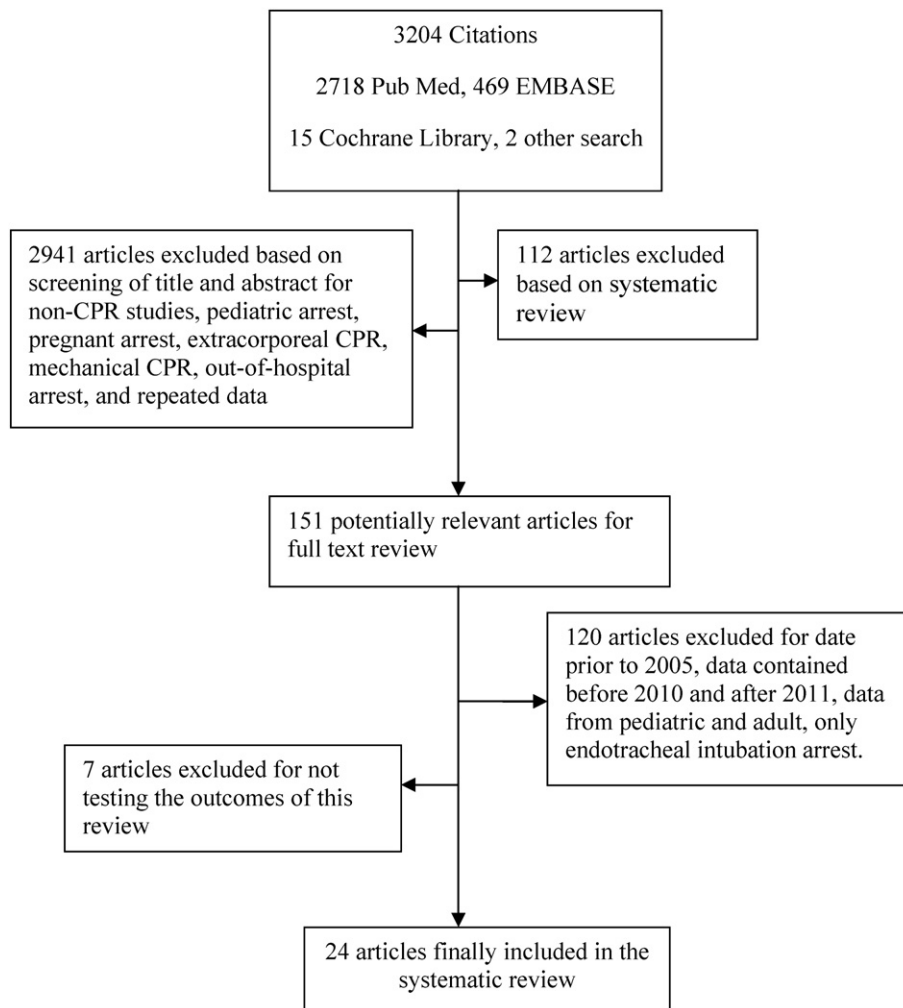 3204 Citations
2718 Pub Med, 469 EMBASE
15 Cochrane Library, 2 other search
2941 articles excluded based on
screening of title and abstract for
non-CPR studies, pediatric arrest,
pregnant arrest, extracorporeal CPR,
mechanical CPR, out-of-hospital
arrest, and repeated data
112 articles excluded
based on systematic
review
151 potentially relevant articles for
full text review
120 articles excluded for date
prior to 2005, data contained
before 2010 and after 2011, data
from pediatric and adult, only
endotracheal intubation arrest.
7 articles excluded for not
testing the outcomes of this
review
24 articles finally included in the
systematic review